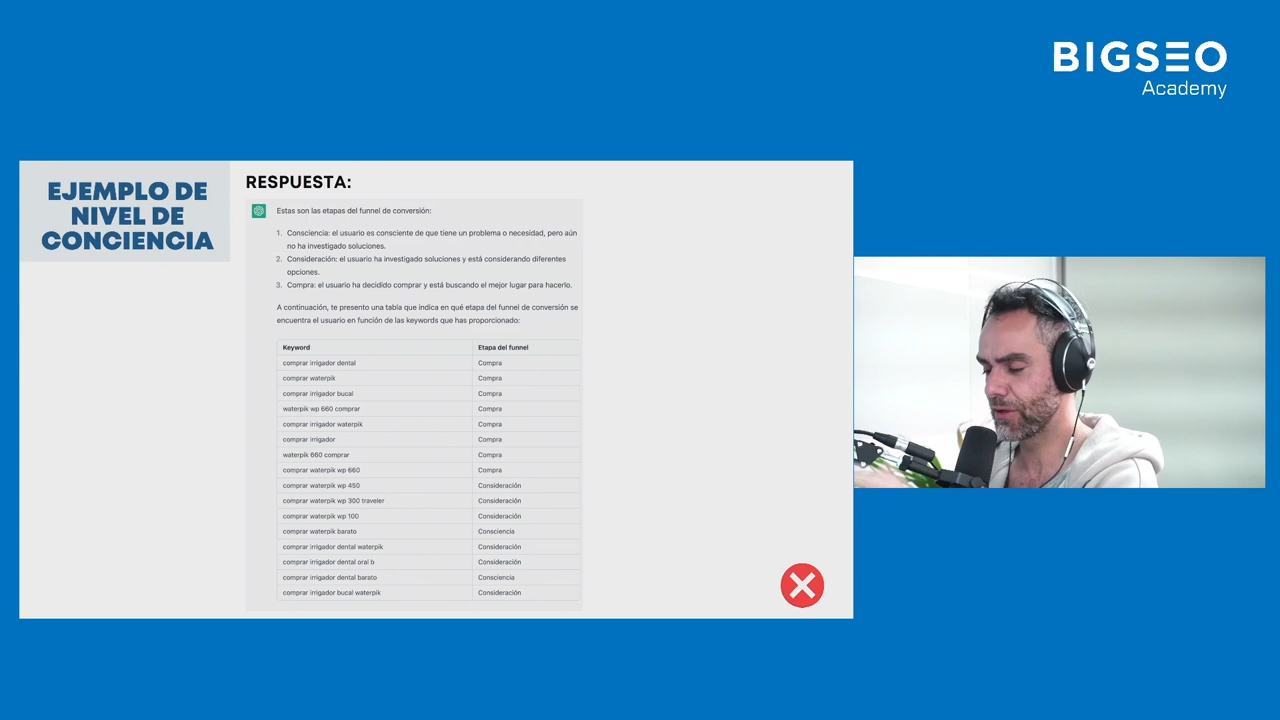 BIGSEO
Academy
EJEMPLO DE
NIVEL DE
CONCIENCIA
RESPUESTA:
Estas son las etapas del funnel de conversión:
1. Consciencia: el usuario es consciente de que tiene un problema o necesidad, pero aún
no ha investigado soluciones.
2. Consideración: el usuario ha investigado soluciones y está considerando diferentes
opciones.
3. Compra: el usuario ha decidido comprar y está buscando el mejor lugar para hacerlo.
A continuación, te presento una tabla que indica en qué etapa del funnel de conversión se
encuentra el usuario en función de las keywords que has proporcionado:
Keyword Etapa del funnel
comprar irrigador dental Compra
comprar waterpik Compra
comprar irrigador bucal Compra
waterpik wp 660 comprar Compra
comprar irrigador waterpik Compra
comprar irrigador Compra
waterpik 660 comprar Compra
comprar waterpik wp 660 Compra
comprar waterpik wp 450 Consideración
comprar waterpik wp 300 traveler Consideración
comprar waterpik wp 100 Consideración
comprar waterpik barato Consciencia
comprar irrigador dental waterpik Consideración
comprar irrigador dental oral b Consideración
comprar irrigador dental barato Consciencia
comprar irrigador bucal waterpik Consideración